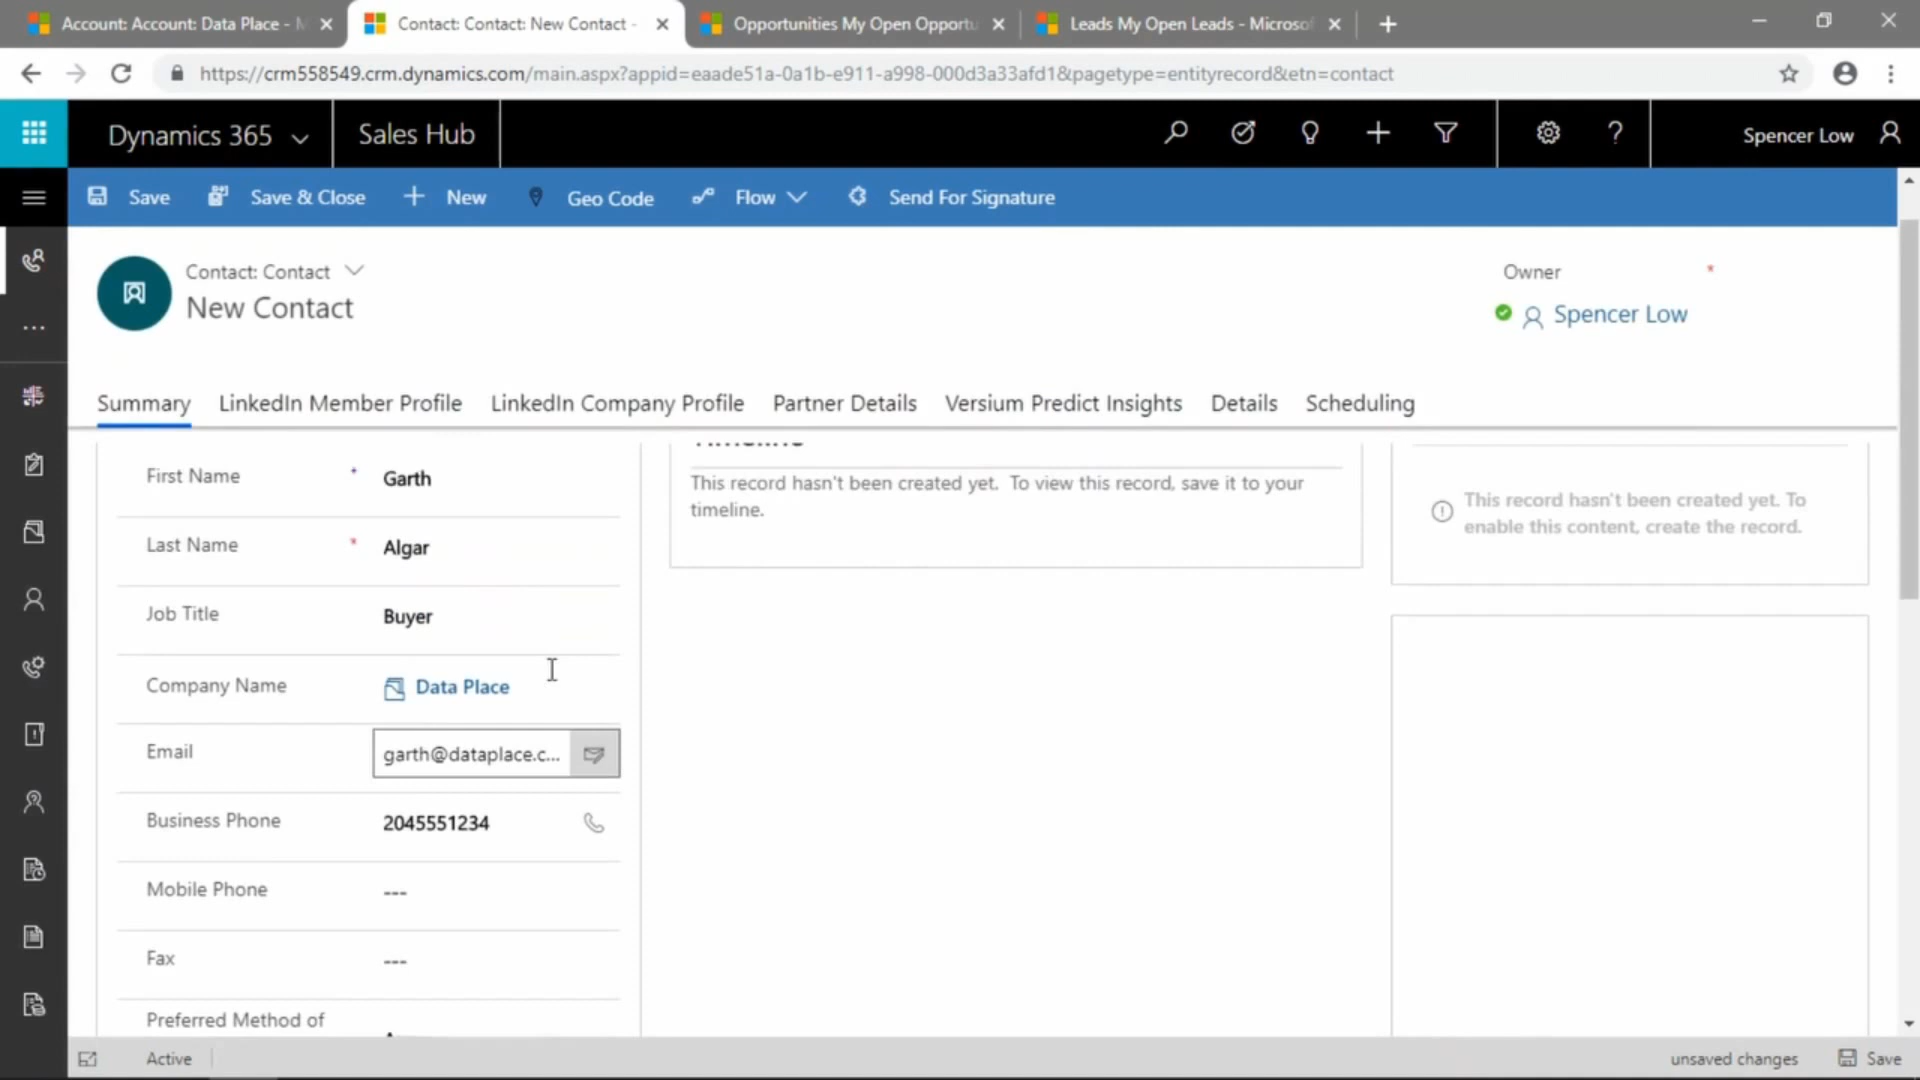 Account: Account: Data Place - M
Contact: Contact: New Contact -
Opportunities My Open Opportu
Leads My Open Leads - Microsof
https://crm558549.crm.dynamics.com/main.aspx?appid=eaade51a-0a1b-e911-a998-000d3a33afd1&pagetype=entityrecord&etn=contact
Dynamics 365
Sales Hub
Spencer Low
Save
Save & Close
New
Geo Code
Flow
Send For Signature
Contact: Contact
New Contact
Owner *
Spencer Low
Summary
LinkedIn Member Profile
LinkedIn Company Profile
Partner Details
Versium Predict Insights
Details
Scheduling
First Name + Garth
Last Name * Algar
Job Title Buyer
Company Name Data Place
Email garth@dataplace.c...
Business Phone 2045551234
Mobile Phone ---
Fax ---
Preferred Method of
Timeline
This record hasn't been created yet. To view this record, save it to your
timeline.
This record hasn't been created yet. To
enable this content, create the record.
Active
unsaved changes
Save